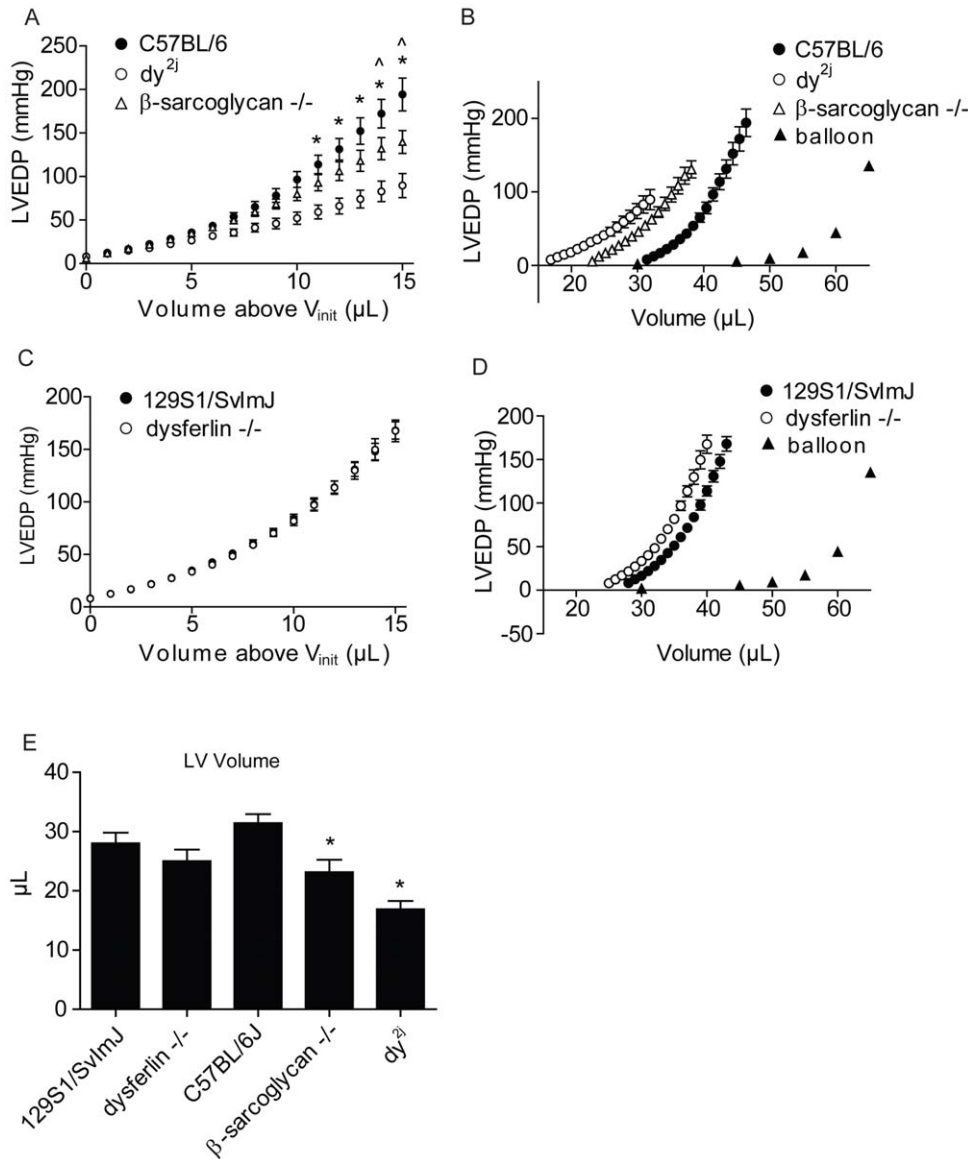 A
C57BL/6
dy2j
β-sarcoglycan -/-
250
200
150
100
50
0
LVEDP (mmHg)
^ ^
* * * * *
0 5 10 15
Volume above Vinit (µL)
B
C57BL/6
dy2j
β-sarcoglycan -/-
balloon
200
100
0
LVEDP (mmHg)
20 30 40 50 60
Volume (µL)
C
129S1/SvImJ
dysferlin -/-
200
150
100
50
0
LVEDP (mmHg)
0 5 10 15
Volume above Vinit (µL)
D
129S1/SvImJ
dysferlin -/-
balloon
200
150
100
50
0
-50
LVEDP (mmHg)
20 30 40 50 60
Volume (µL)
E
LV Volume
40
30
20
10
0
µL
*
*
129S1/SvImJ
dysferlin -/-
C57BL/6J
β-sarcoglycan -/-
dy2j